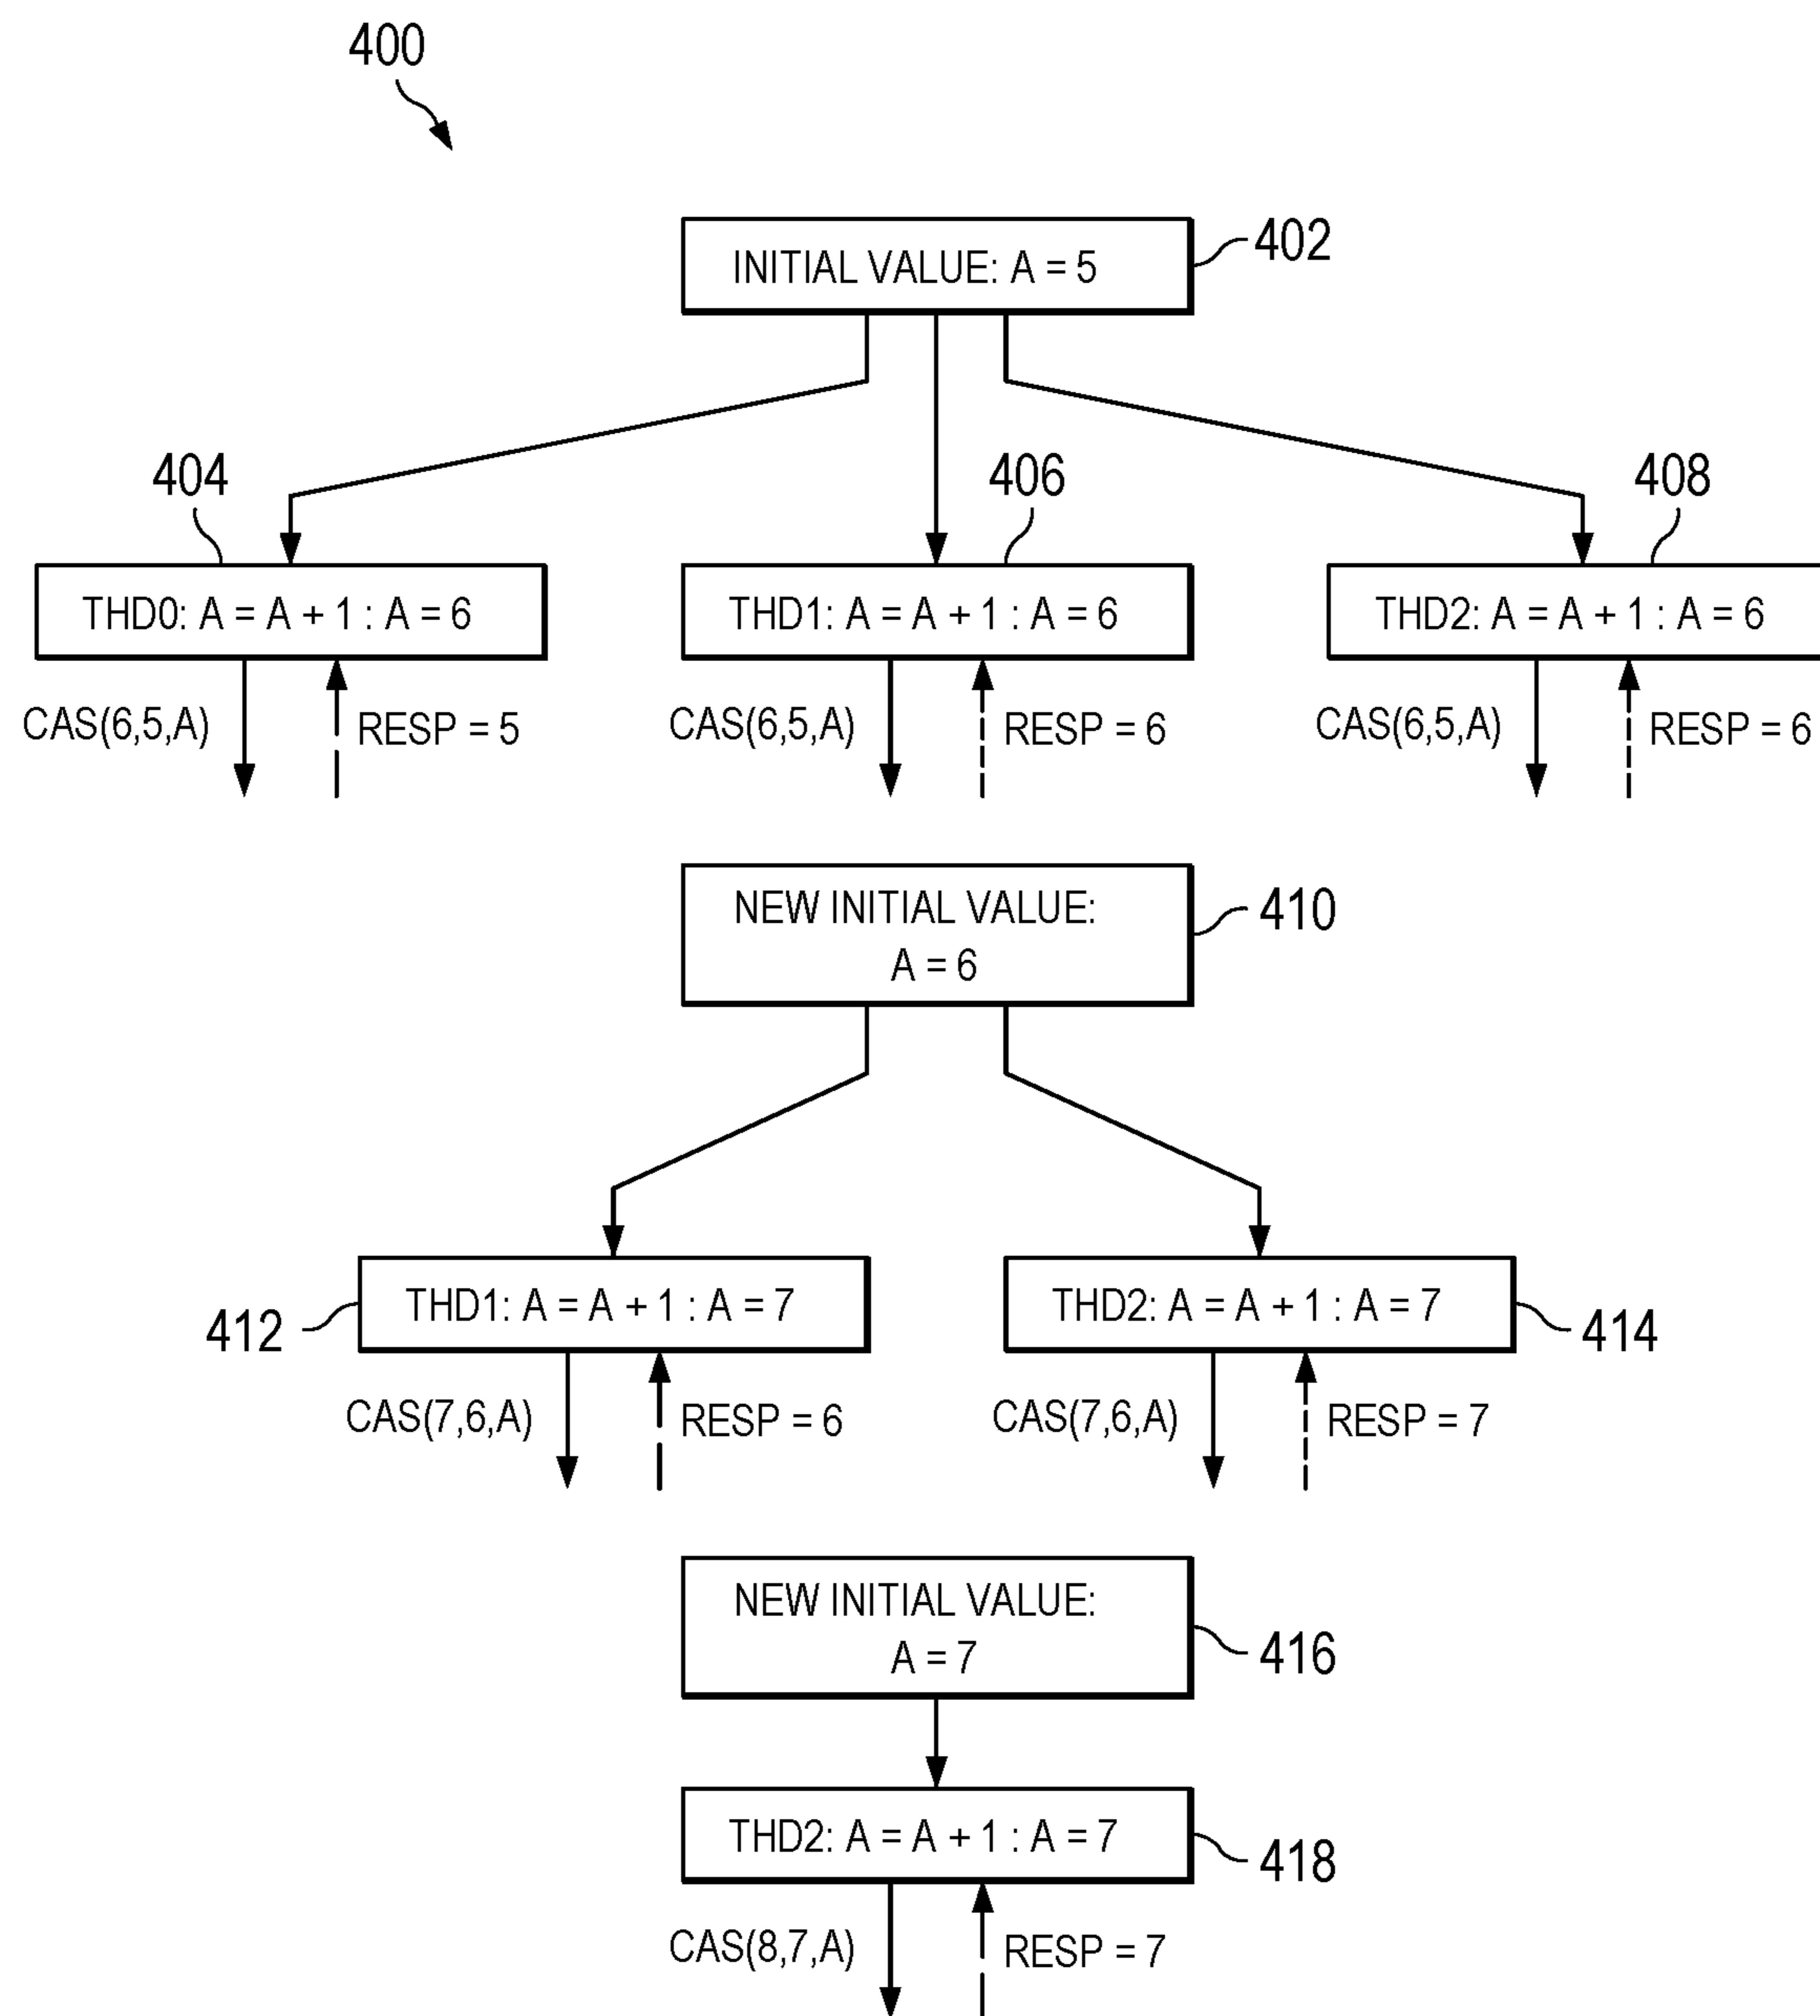 400
INITIAL VALUE: A = 5
402
404
406
408
THD0: A = A + 1 : A = 6
THD1: A = A + 1 : A = 6
THD2: A = A + 1 : A = 6
CAS(6,5,A)
RESP = 5
CAS(6,5,A)
RESP = 6
CAS(6,5,A)
RESP = 6
NEW INITIAL VALUE:
A = 6
410
412
THD1: A = A + 1 : A = 7
THD2: A = A + 1 : A = 7
414
CAS(7,6,A)
RESP = 6
CAS(7,6,A)
RESP = 7
NEW INITIAL VALUE:
A = 7
416
THD2: A = A + 1 : A = 7
418
CAS(8,7,A)
RESP = 7